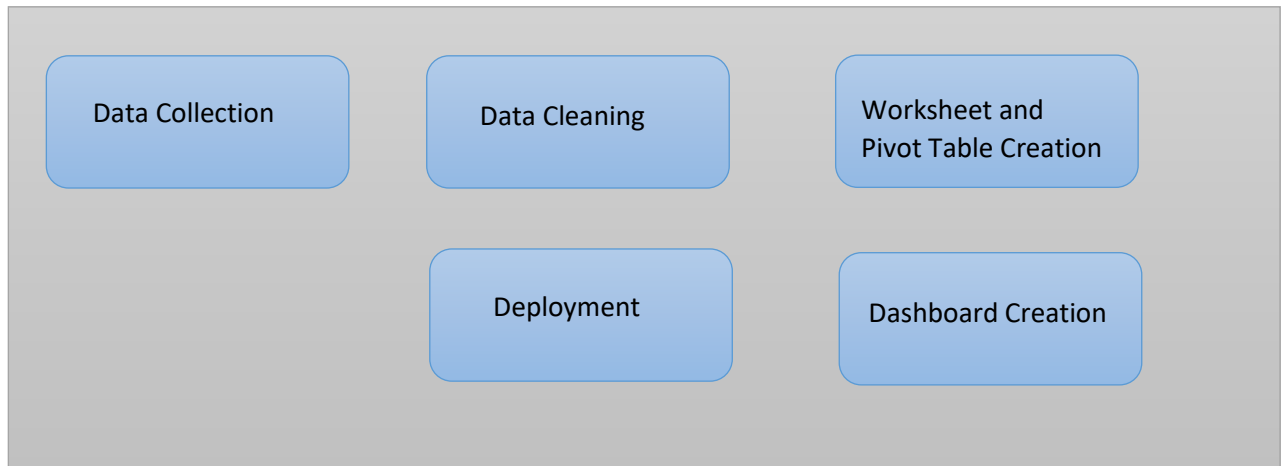 Data Collection
Data Cleaning
Worksheet and
Pivot Table Creation
Deployment
Dashboard Creation